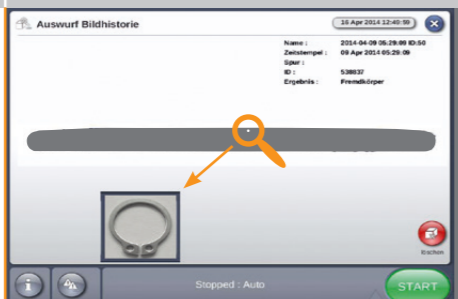 Auswurf Bildhistorie
16 Apr 2014 12:40:59
Name : 2014-04-09 05:29:09 ID:50
Zeitstempel : 09 Apr 2014 05:29:09
Spur :
ID : 538837
Ergebnis : Fremdkörper
löschen
Stopped : Auto
START